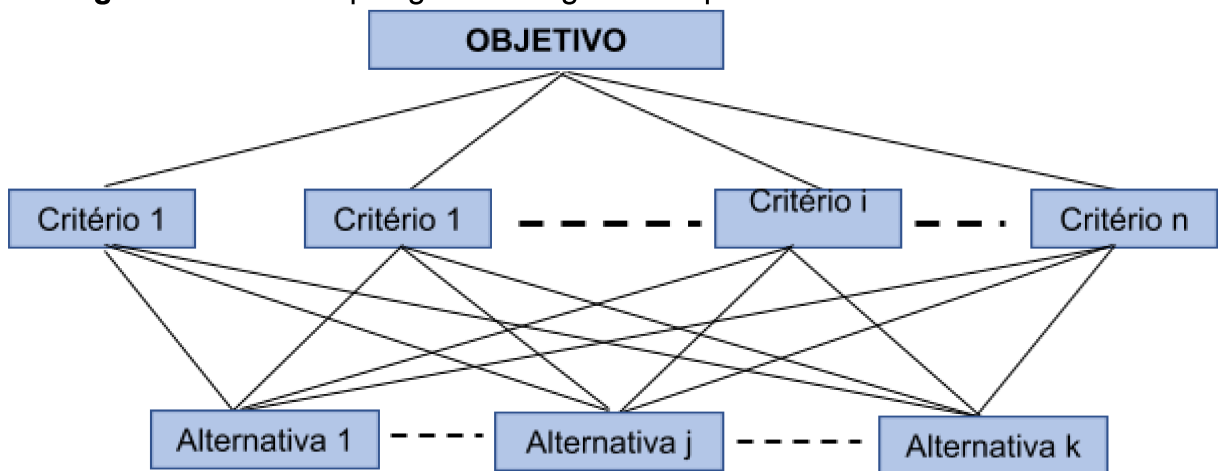 OBJETIVO
Critério 1 Critério 1 Critério i Critério n
Alternativa 1 Alternativa j Alternativa k